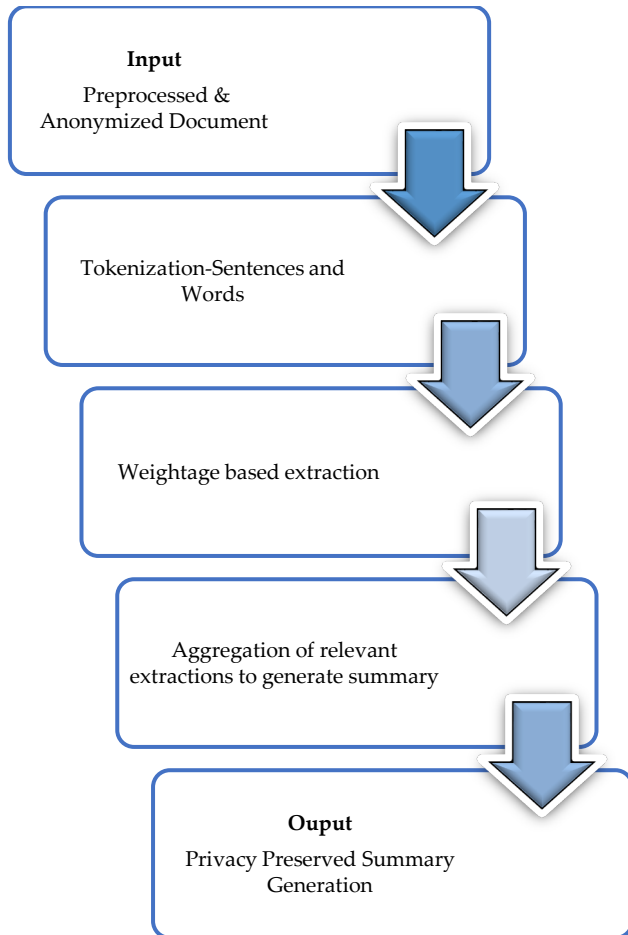 Input
Preprocessed &
Anonymized Document
Tokenization-Sentences and
Words
Weightage based extraction
Aggregation of relevant
extractions to generate summary
Ouput
Privacy Preserved Summary
Generation